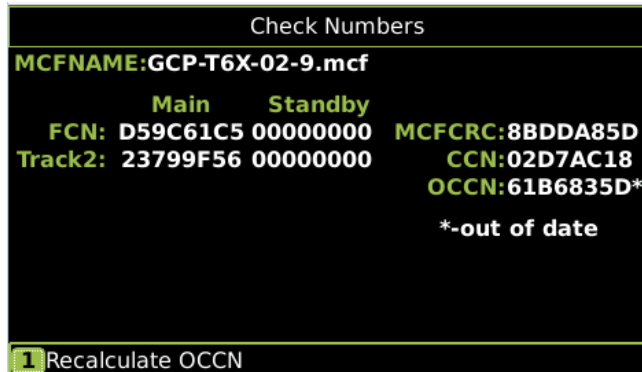 Check Numbers
MCFNAME:GCP-T6X-02-9.mcf
Main Standby
FCN: D59C61C5 00000000 MCFCRC:8BDDA85D
Track2: 23799F56 00000000 CCN:02D7AC18
OCCN:61B6835D*
*-out of date
1 Recalculate OCCN